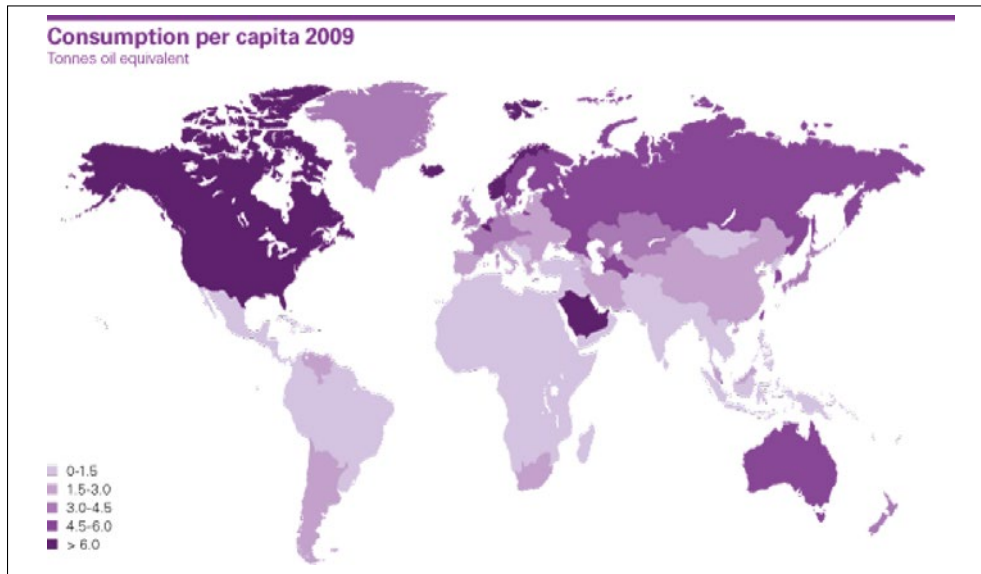 Consumption per capita 2009
Tonnes oil equivalent
0-1.5
1.5-3.0
3.0-4.5
4.5-6.0
> 6.0